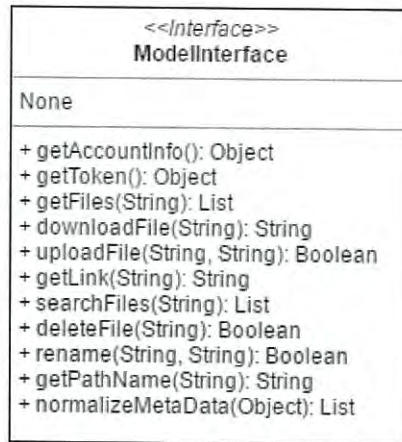 <<Interface>>
ModelInterface
None
+ getAccountInfo(): Object
+ getToken(): Object
+ getFiles(String): List
+ downloadFile(String): String
+ uploadFile(String, String): Boolean
+ getLink(String): String
+ searchFiles(String): List
+ deleteFile(String): Boolean
+ rename(String, String): Boolean
+ getPathName(String): String
+ normalizeMetaData(Object): List